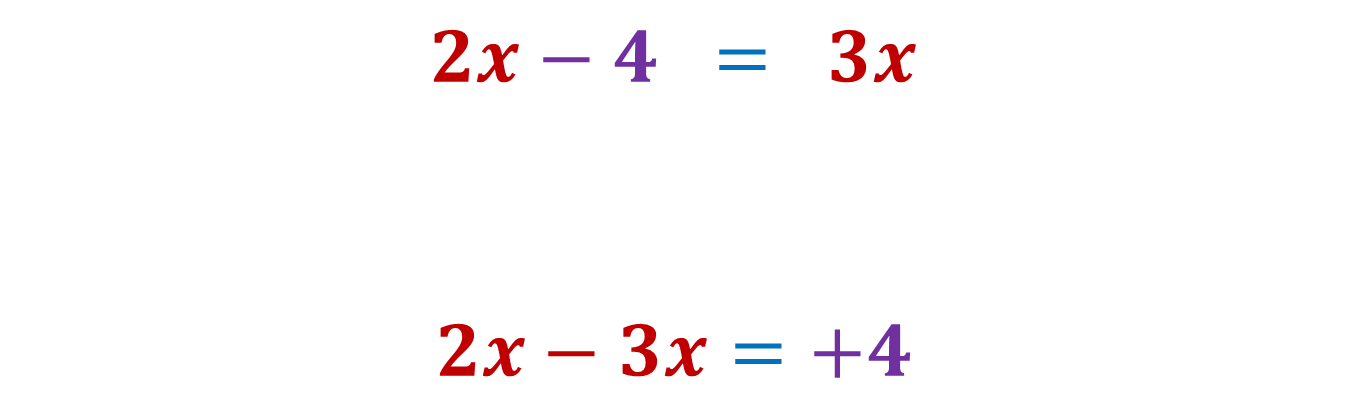 2x − 4 = 3x
2x − 3x = +4